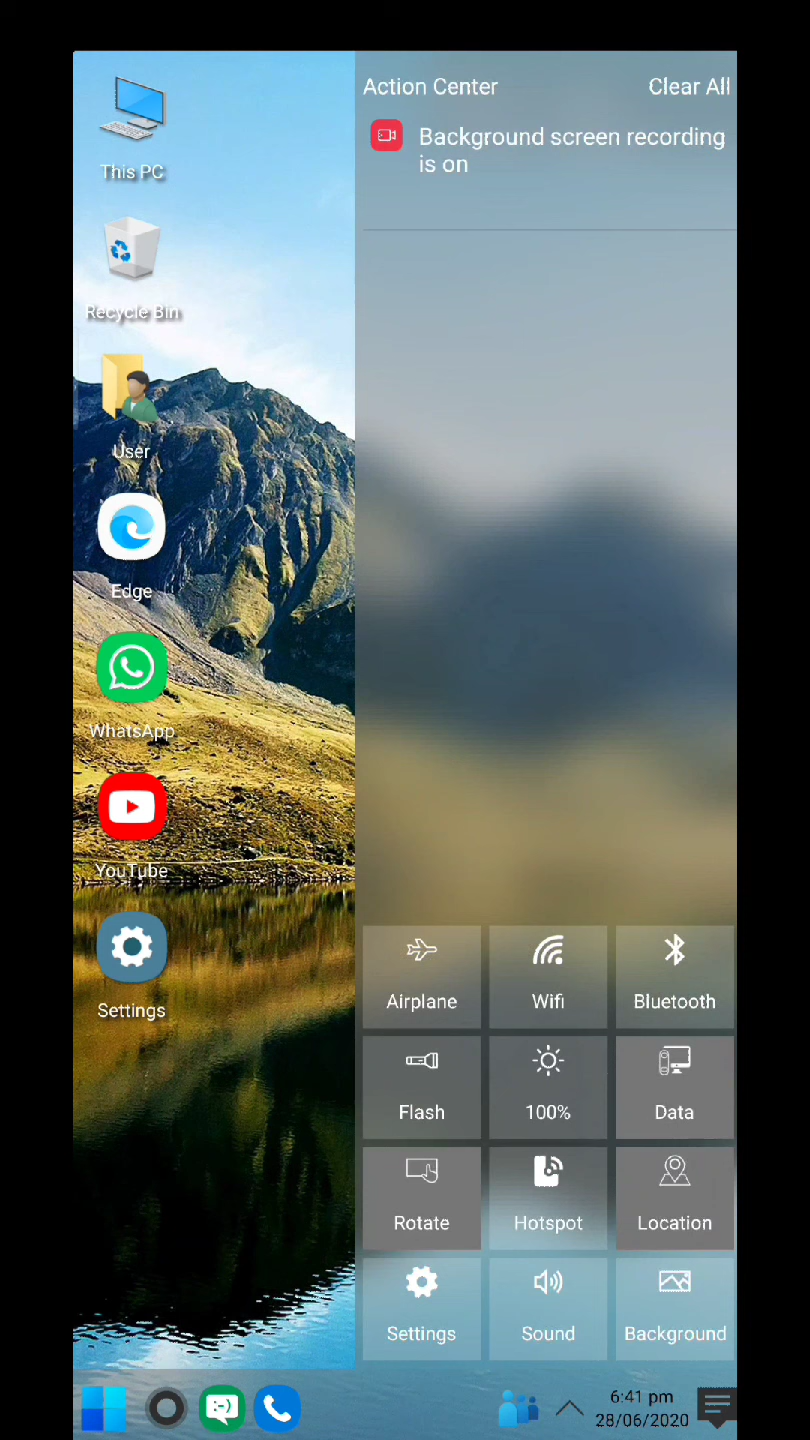 This PC
Recycle Bin
User
Edge
WhatsApp
YouTube
Settings
Action Center
Clear All
Background screen recording
is on
Airplane
Wifi
Bluetooth
Flash
100%
Data
Rotate
Hotspot
Location
Settings
Sound
Background
6:41 pm
28/06/2020